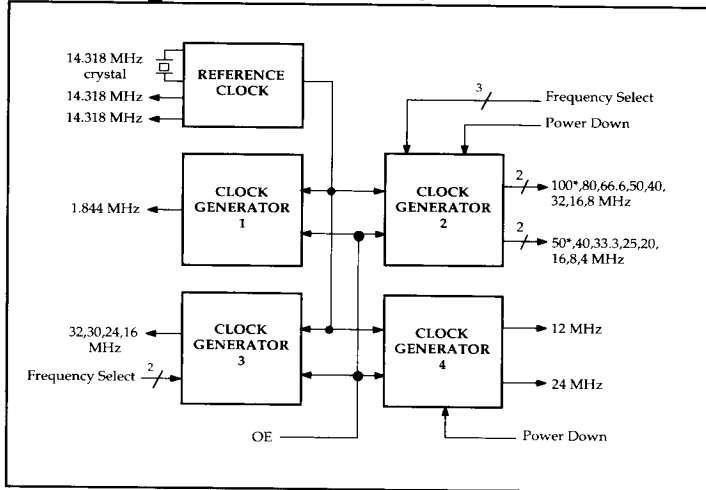 14.318 MHz
crystal
14.318 MHz
14.318 MHz
REFERENCE
CLOCK
3
Frequency Select
Power Down
1.844 MHz
CLOCK
GENERATOR
1
CLOCK
GENERATOR
2
2
100*,80,66.6,50,40,
32,16,8 MHz
2
50*,40,33.3,25,20,
16,8,4 MHz
32,30,24,16
MHz
Frequency Select
2
CLOCK
GENERATOR
3
CLOCK
GENERATOR
4
12 MHz
24 MHz
OE
Power Down